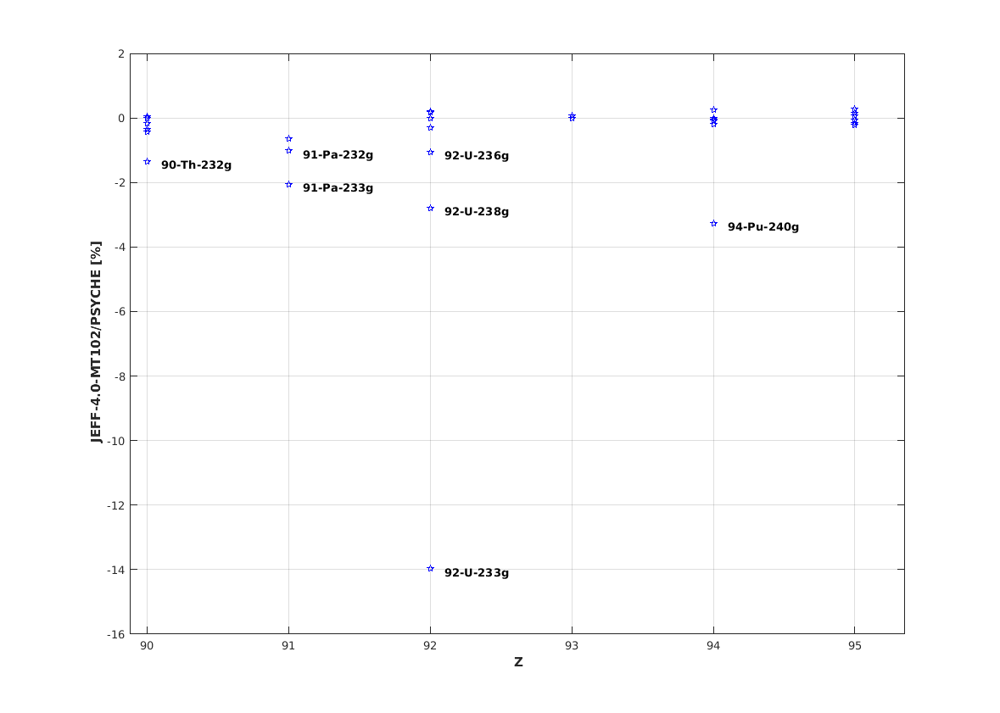 2
0
-2
-4
-6
-8
-10
-12
-14
-16
JEFF-4.0-MT102/PSYCHE [%]
90-Th-232g
91-Pa-232g
92-U-236g
91-Pa-233g
92-U-238g
94-Pu-240g
92-U-233g
90 91 92 93 94 95
Z